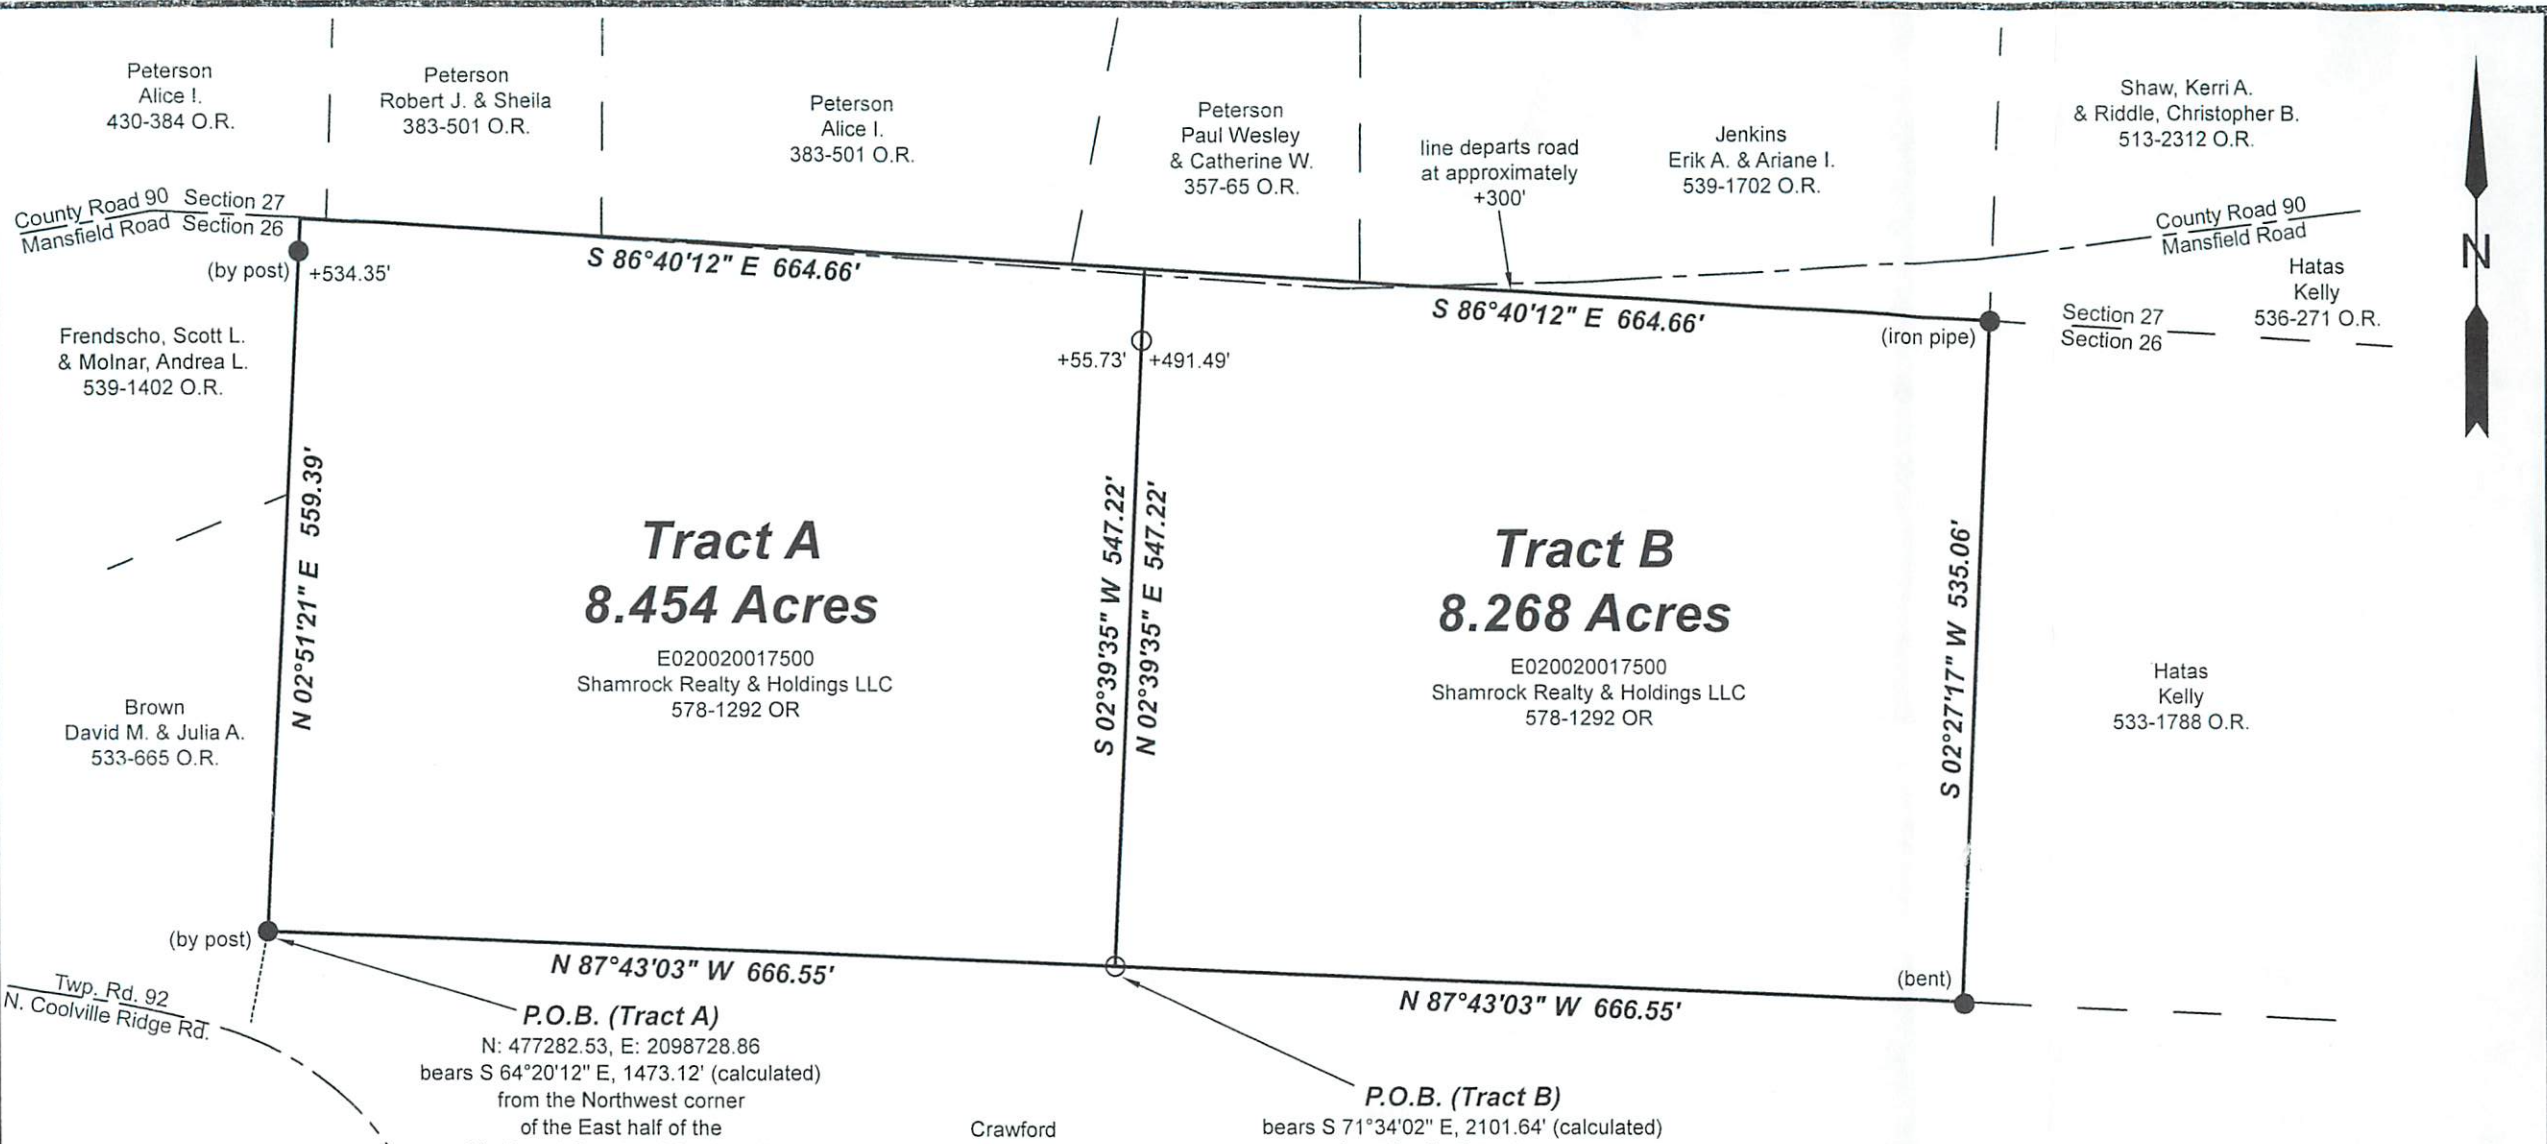 Peterson
Alice I.
430-384 O.R.
Peterson
Robert J. & Sheila
383-501 O.R.
Peterson
Alice I.
383-501 O.R.
Peterson
Paul Wesley
& Catherine W.
357-65 O.R.
line departs road
at approximately
+300'
Jenkins
Erik A. & Ariane I.
539-1702 O.R.
Shaw, Kerri A.
& Riddle, Christopher B.
513-2312 O.R.
N
County Road 90
Mansfield Road
Section 27
Section 26
County Road 90
Mansfield Road
Hatas
Kelly
536-271 O.R.
Section 27
Section 26
(by post)
+534.35'
S 86°40'12" E 664.66'
S 86°40'12" E 664.66'
(iron pipe)
+55.73'
+491.49'
Frendscho, Scott L.
& Molnar, Andrea L.
539-1402 O.R.
N 02°51'21" E 559.39'
Tract A
8.454 Acres
E020020017500
Shamrock Realty & Holdings LLC
578-1292 OR
S 02°39'35" W 547.22'
N 02°39'35" E 547.22'
Tract B
8.268 Acres
E020020017500
Shamrock Realty & Holdings LLC
578-1292 OR
S 02°27'17" W 535.06'
Hatas
Kelly
533-1788 O.R.
Brown
David M. & Julia A.
533-665 O.R.
(by post)
N 87°43'03" W 666.55'
(bent)
N 87°43'03" W 666.55'
Twp. Rd. 92
N. Coolville Ridge Rd.
P.O.B. (Tract A)
N: 477282.53, E: 2098728.86
bears S 64°20'12" E, 1473.12' (calculated)
from the Northwest corner
of the East half of the
Crawford
P.O.B. (Tract B)
bears S 71°34'02" E, 2101.64' (calculated)